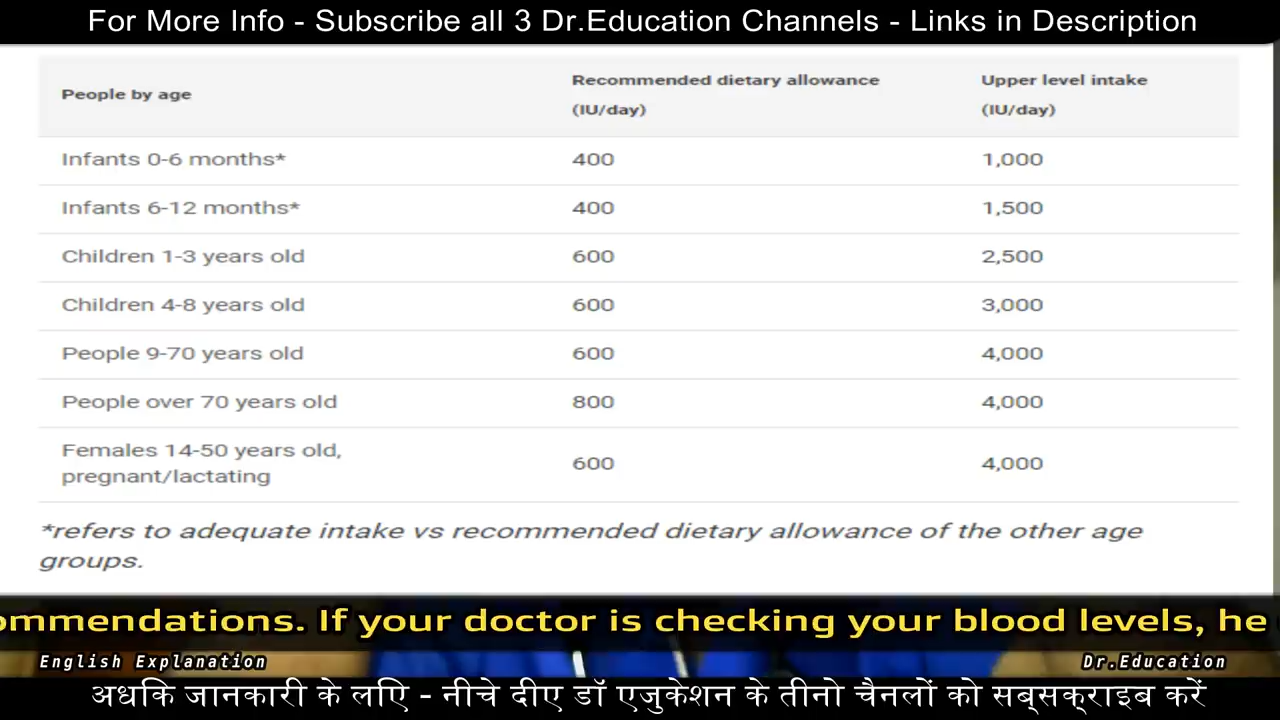 For More Info - Subscribe all 3 Dr.Education Channels - Links in Description
People by age
Recommended dietary allowance
(IU/day)
Upper level intake
(IU/day)
Infants 0-6 months* 400 1,000
Infants 6-12 months* 400 1,500
Children 1-3 years old 600 2,500
Children 4-8 years old 600 3,000
People 9-70 years old 600 4,000
People over 70 years old 800 4,000
Females 14-50 years old,
pregnant/lactating 600 4,000
*refers to adequate intake vs recommended dietary allowance of the other age
groups.
ommendations. If your doctor is checking your blood levels, he
English Explanation Dr.Education
अधकि जानकारी के लिए - नीचे दीए डॉ एजुकेशन के तीनो चैनलों को सब्सक्राइब करें